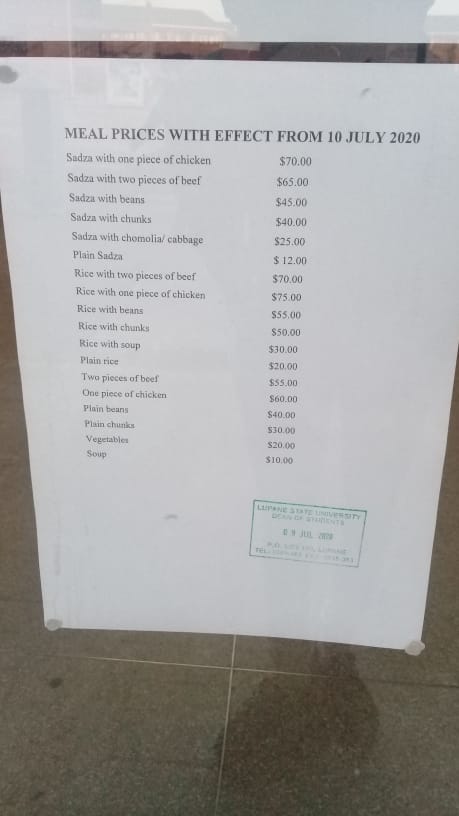 MEAL PRICES WITH EFFECT FROM 10 JULY 2020
Sadza with one piece of chicken $70.00
Sadza with two pieces of beef $65.00
Sadza with beans $45.00
Sadza with chunks $40.00
Sadza with chomolia/ cabbage $25.00
Plain Sadza $ 12.00
Rice with two pieces of beef $70.00
Rice with one piece of chicken $75.00
Rice with beans $55.00
Rice with chunks $50.00
Rice with soup $30.00
Plain rice $20.00
Two pieces of beef $55.00
One piece of chicken $60.00
Plain beans $40.00
Plain chunks $30.00
Vegetables $20.00
Soup $10.00
LUPANE STATE UNIVERSITY
DEAN OF STUDENTS
09 JUL 2020
P.O. LUPANE
TEL: